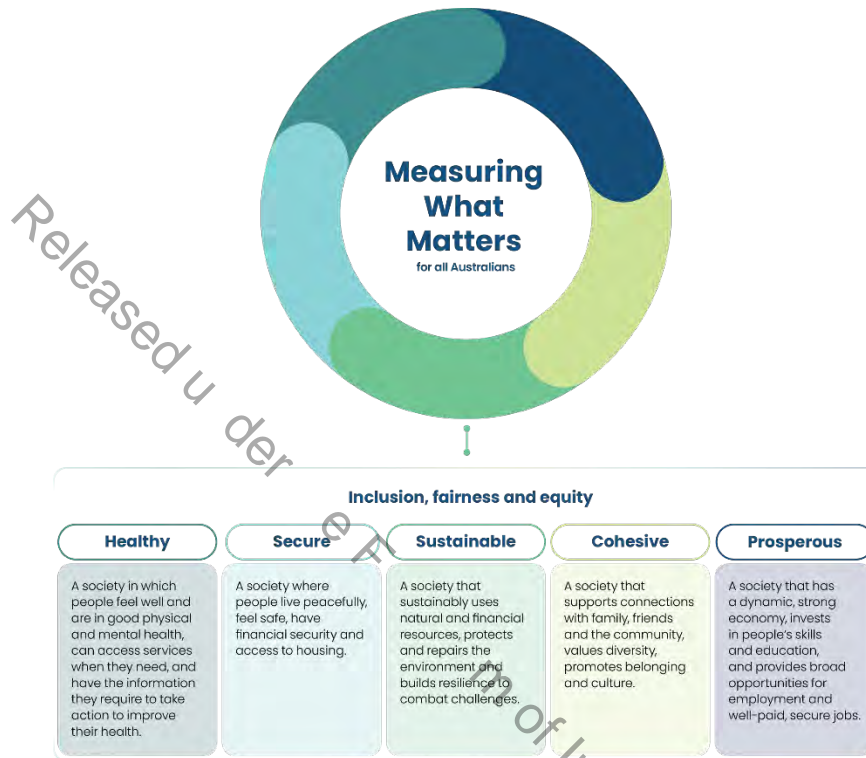 Measuring
What
Matters
for all Australians
Inclusion, fairness and equity
Healthy
A society in which
people feel well and
are in good physical
and mental health,
can access services
when they need, and
have the information
they require to take
action to improve
their health.
Secure
A society where
people live peacefully,
feel safe, have
financial security and
access to housing.
Sustainable
A society that
sustainably uses
natural and financial
resources, protects
and repairs the
environment and
builds resilience to
combat challenges.
Cohesive
A society that
supports connections
with family, friends
and the community,
values diversity,
promotes belonging
and culture.
Prosperous
A society that has
a dynamic, strong
economy, invests
in people's skills
and education,
and provides broad
opportunities for
employment and
well-paid, secure jobs.
Released u der e F m of I